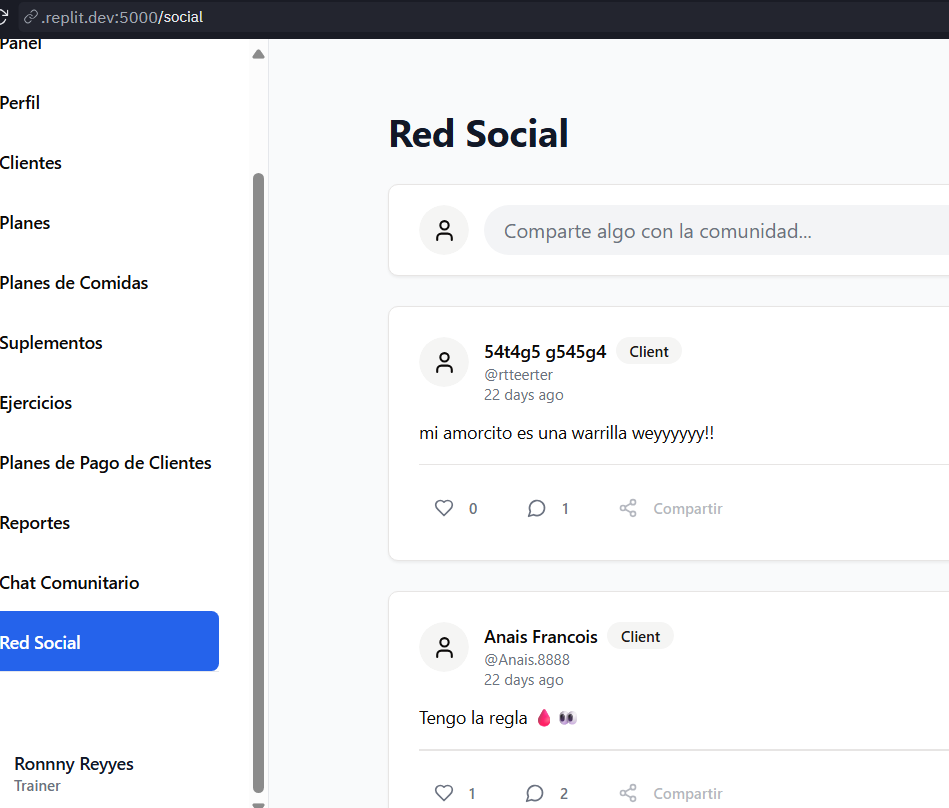 .replit.dev:5000/social
Panel
Perfil
Clientes
Planes
Planes de Comidas
Suplementos
Ejercicios
Planes de Pago de Clientes
Reportes
Chat Comunitario
Red Social
Ronnny Reyyes
Trainer
Red Social
Comparte algo con la comunidad...
54t4g5 g545g4 Client
@rtteerter
22 days ago
mi amorcito es una warrilla weyyyyyy!!
0 1 Compartir
Anais Francois Client
@Anais.8888
22 days ago
Tengo la regla 🩸 👀
1 2 Compartir